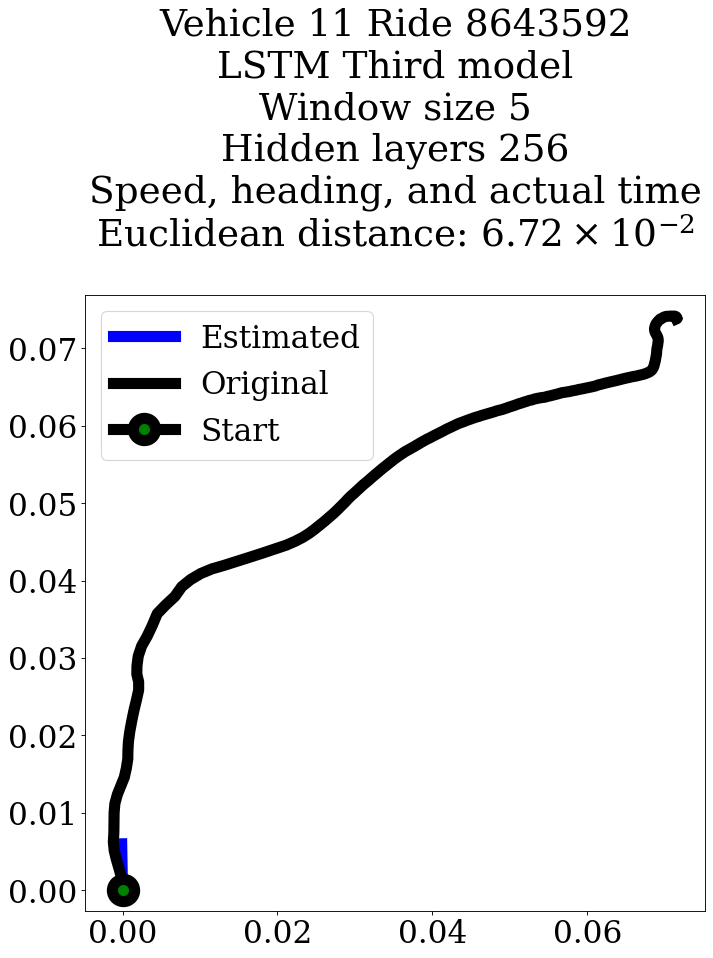 Vehicle 11 Ride 8643592
LSTM Third model
Window size 5
Hidden layers 256
Speed, heading, and actual time
Euclidean distance: 6.72 × 10⁻²
Estimated
Original
Start
0.07
0.06
0.05
0.04
0.03
0.02
0.01
0.00
0.00 0.02 0.04 0.06